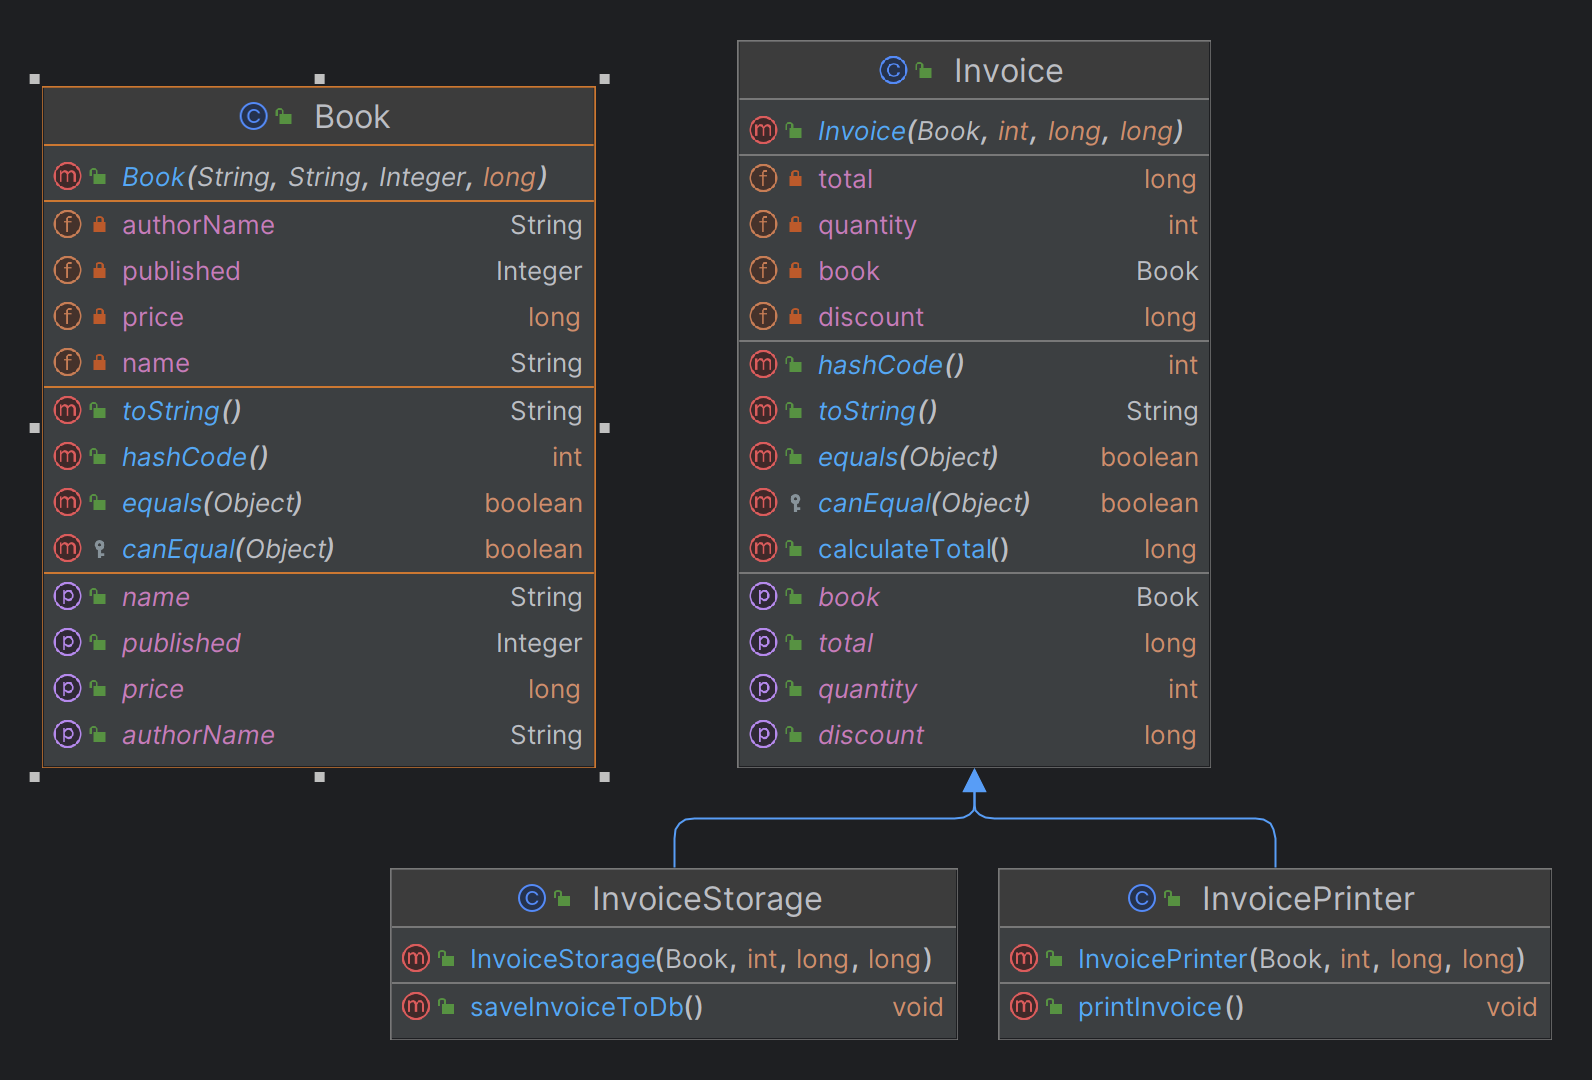 Book
Book(String, String, Integer, long)
authorName String
published Integer
price long
name String
toString() String
hashCode() int
equals(Object) boolean
canEqual(Object) boolean
name String
published Integer
price long
authorName String
Invoice
Invoice(Book, int, long, long)
total long
quantity int
book Book
discount long
hashCode() int
toString() String
equals(Object) boolean
canEqual(Object) boolean
calculateTotal() long
book Book
total long
quantity int
discount long
InvoiceStorage
InvoiceStorage(Book, int, long, long)
saveInvoiceToDb() void
InvoicePrinter
InvoicePrinter(Book, int, long, long)
printInvoice() void